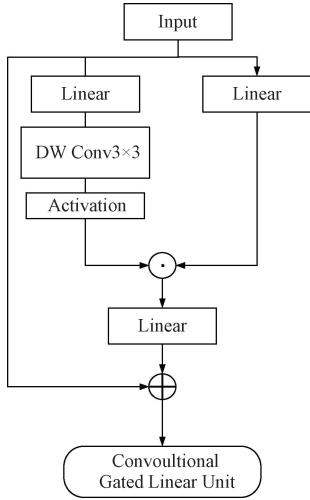 Input
Linear
Linear
DW Conv3×3
Activation
Linear
Convoultional
Gated Linear Unit